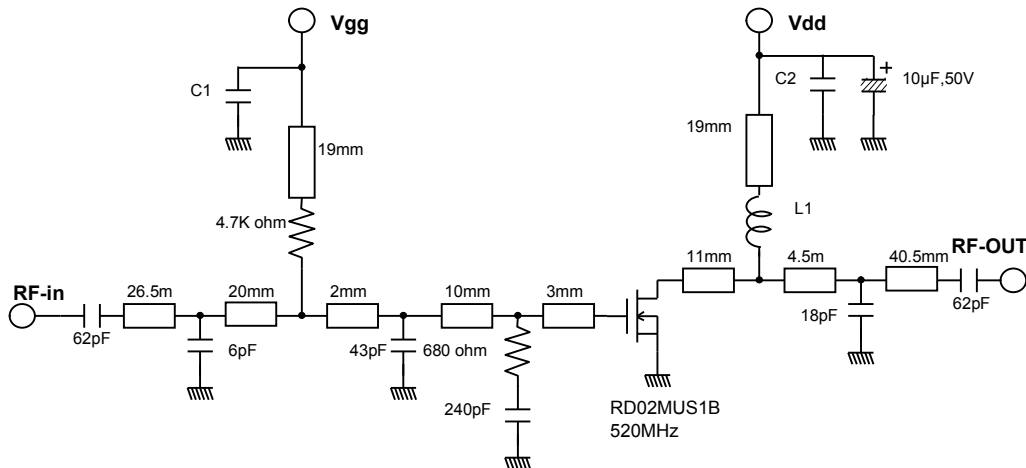 Vgg
Vdd
C1
C2
+
10µF,50V
19mm
19mm
4.7K ohm
L1
RF-in
26.5m
20mm
2mm
10mm
3mm
11mm
4.5m
40.5mm
RF-OUT
62pF
6pF
43pF
680 ohm
18pF
62pF
240pF
RD02MUS1B
520MHz